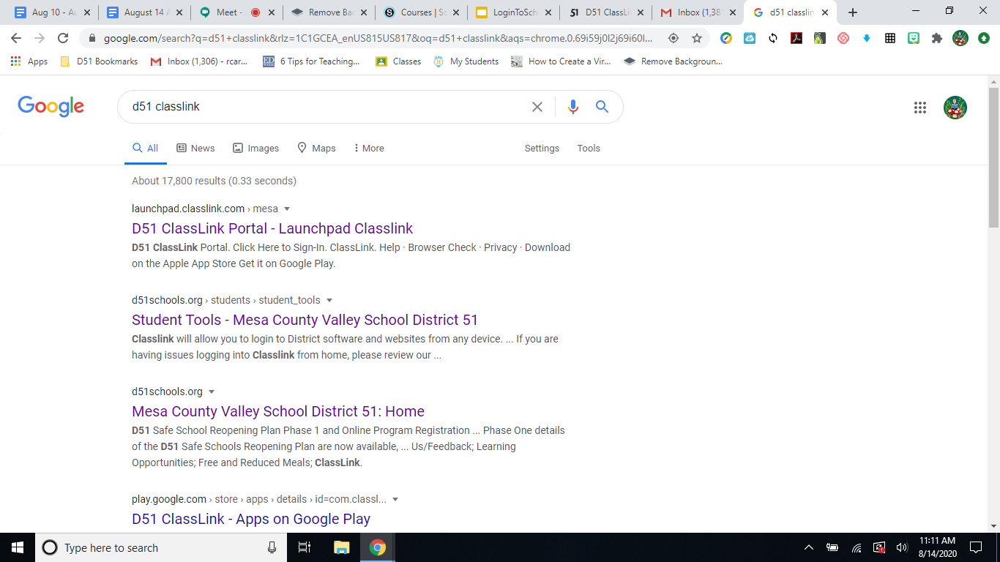 Aug 10 - Au
August 14 A
Meet -
Remove Bac
Courses | Sc
LoginToSch
D51 ClassLi
Inbox (1,38
d51 classlin
google.com/search?q=d51+classlink&rlz=1C1GCEA_enUS815US817&oq=d51+classlink&aqs=chrome.0.69i59j0l2j69i60l...
Apps
D51 Bookmarks
Inbox (1,306) - rcar...
6 Tips for Teaching...
Classes
My Students
How to Create a Vir...
Remove Backgroun...
Google
d51 classlink
All
News
Images
Maps
More
Settings
Tools
About 17,800 results (0.33 seconds)
launchpad.classlink.com › mesa
D51 ClassLink Portal - Launchpad Classlink
D51 ClassLink Portal. Click Here to Sign-In. ClassLink. Help · Browser Check · Privacy · Download
on the Apple App Store Get it on Google Play.
d51schools.org › students › student_tools
Student Tools - Mesa County Valley School District 51
Classlink will allow you to login to District software and websites from any device. ... If you are
having issues logging into Classlink from home, please review our ...
d51schools.org
Mesa County Valley School District 51: Home
D51 Safe School Reopening Plan Phase 1 and Online Program Registration ... Phase One details
of the D51 Safe Schools Reopening Plan are now available, ... Us/Feedback; Learning
Opportunities; Free and Reduced Meals; ClassLink.
play.google.com › store › apps › details › id=com.classl...
D51 ClassLink - Apps on Google Play
Type here to search
11:11 AM
8/14/2020